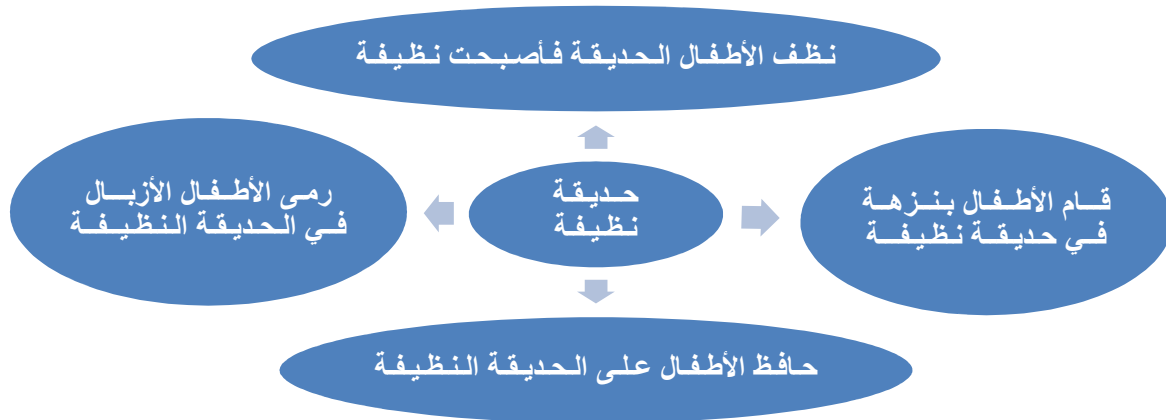 نظف الأطفال الحديقة فأصبحت نظيفة
قام الأطفال بنزهة
في حديقة نظيفة
حديقة
نظيفة
رمى الأطفال الأزبال
في الحديقة النظيفة
حافظ الأطفال على الحديقة النظيفة